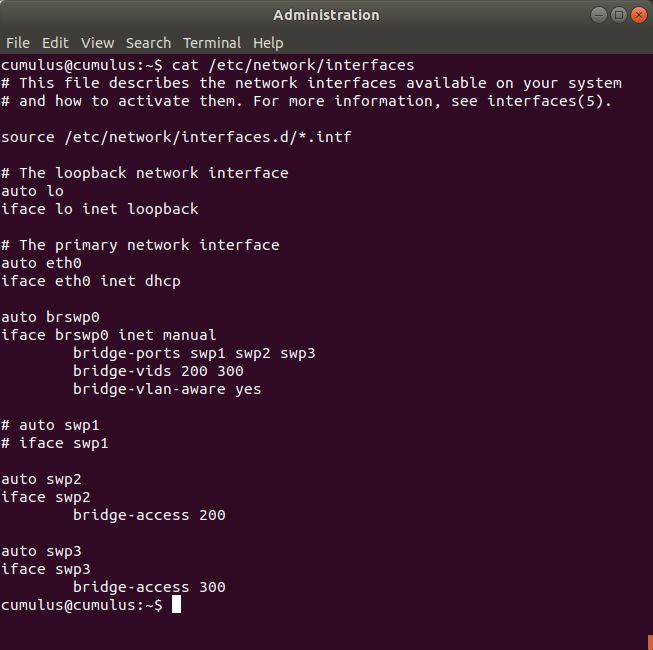 Administration
File Edit View Search Terminal Help
cumulus@cumulus:~$ cat /etc/network/interfaces
# This file describes the network interfaces available on your system
# and how to activate them. For more information, see interfaces(5).

source /etc/network/interfaces.d/*.intf

# The loopback network interface
auto lo
iface lo inet loopback

# The primary network interface
auto eth0
iface eth0 inet dhcp

auto brswp0
iface brswp0 inet manual
        bridge-ports swp1 swp2 swp3
        bridge-vids 200 300
        bridge-vlan-aware yes

# auto swp1
# iface swp1

auto swp2
iface swp2
        bridge-access 200

auto swp3
iface swp3
        bridge-access 300
cumulus@cumulus:~$